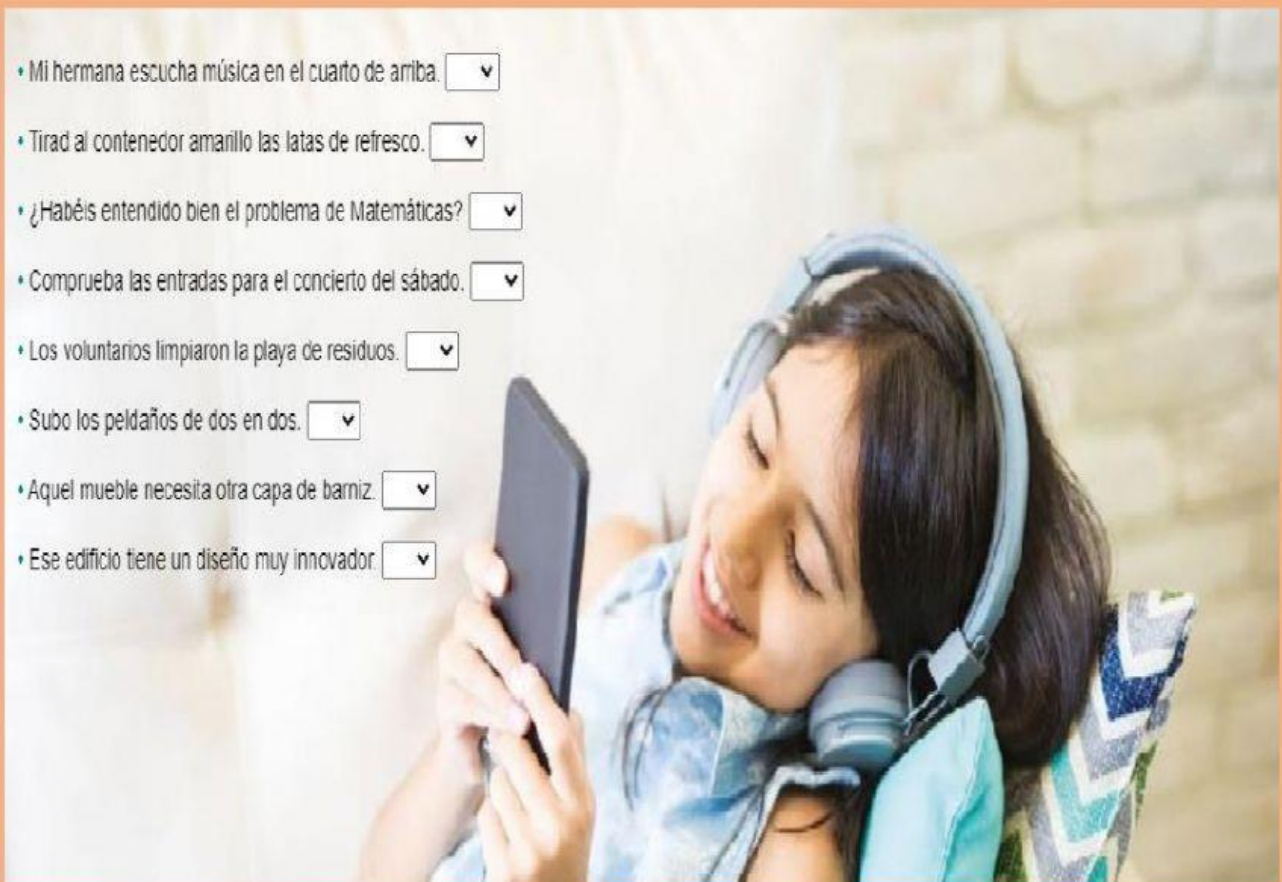 • Mi hermana escucha música en el cuarto de arriba.
• Tirad al contenedor amarillo las latas de refresco.
• ¿Habéis entendido bien el problema de Matemáticas?
• Comprueba las entradas para el concierto del sábado.
• Los voluntarios limpiaron la playa de residuos.
• Subo los peldaños de dos en dos.
• Aquel mueble necesita otra capa de barniz.
• Ese edificio tiene un diseño muy innovador.